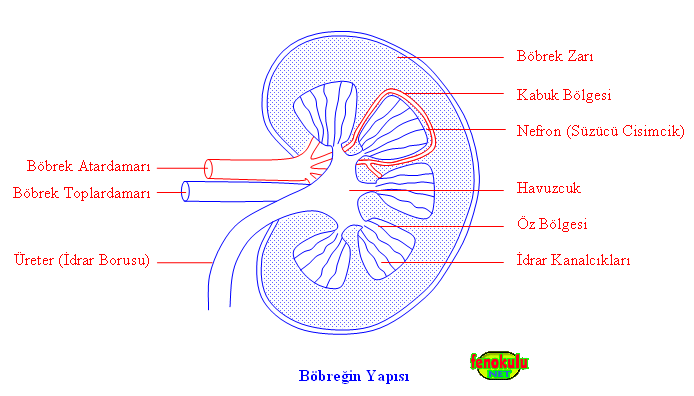 Böbrek Zarı
Kabuk Bölgesi
Nefron (Süzücü Cisimcik)
Böbrek Atardamarı
Böbrek Toplardamarı
Havuzcuk
Öz Bölgesi
Üreter (İdrar Borusu)
İdrar Kanalcıkları
fenokulu
NET
Böbreğin Yapısı